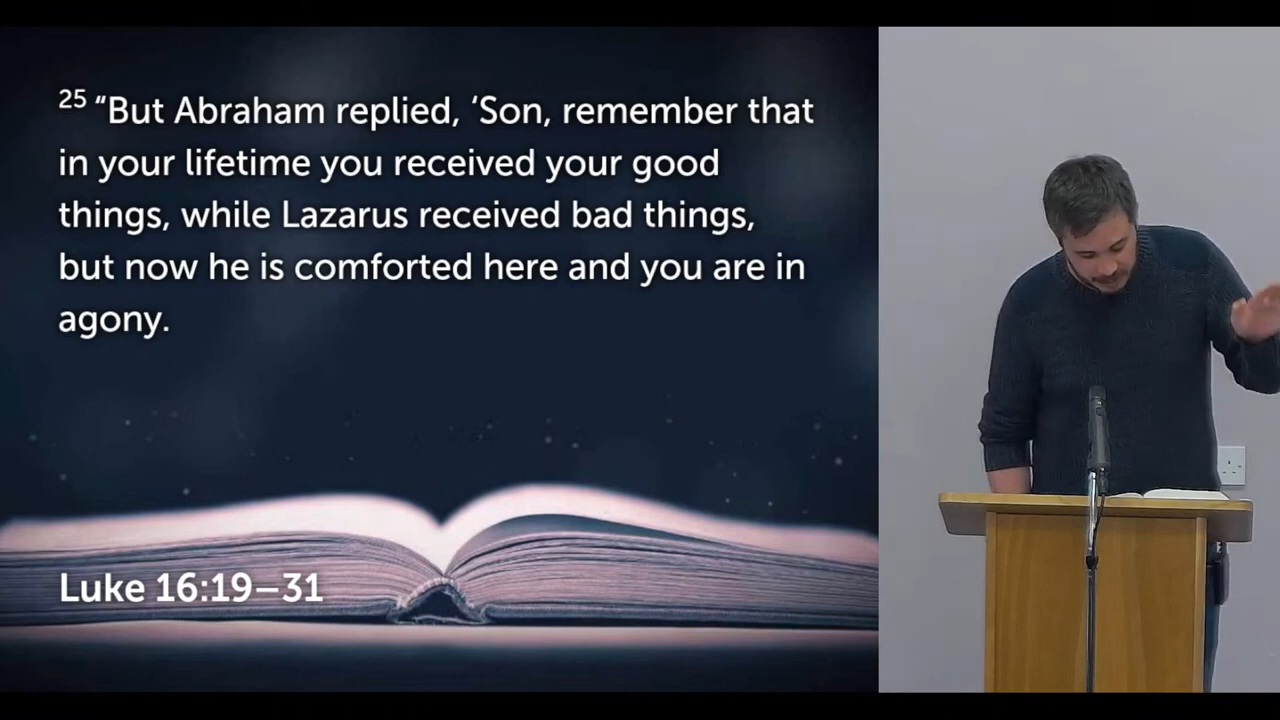 25 “But Abraham replied, ‘Son, remember that
in your lifetime you received your good
things, while Lazarus received bad things,
but now he is comforted here and you are in
agony.
Luke 16:19–31